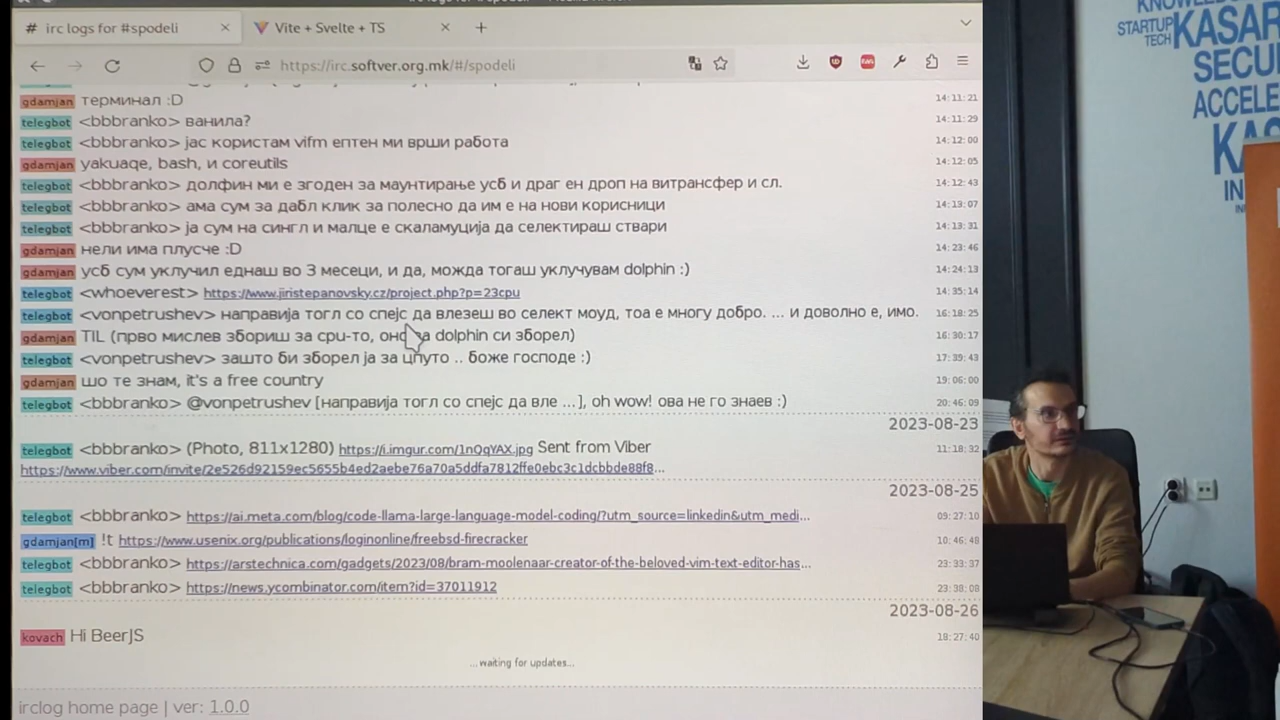 # irc logs for #spodeli
Vite + Svelte + TS
https://irc.softver.org.mk/#/spodeli
gdamjan терминал :D 14:11:21
telegbot <bbbranko> ванила? 14:11:29
telegbot <bbbranko> јас користам vifm ептен ми врши работа 14:12:00
gdamjan yakuaqe, bash, и coreutils 14:12:05
telegbot <bbbranko> долфин ми е згоден за маунтирање усб и драг ен дроп на витрансфер и сл. 14:12:43
telegbot <bbbranko> ама сум за дабл клик за полесно да им е на нови корисници 14:13:07
telegbot <bbbranko> ја сум на сингл и малце е скаламуција да селектираш ствари 14:13:31
gdamjan нели има плусче :D 14:23:46
gdamjan усб сум уклучил еднаш во 3 месеци, и да, можда тогаш уклучувам dolphin :) 14:24:13
telegbot <whoeverest> https://www.jiristepanovsky.cz/project.php?p=23cpu 14:35:14
telegbot <vonpetrushev> направија тогл со спејс да влезеш во селект моуд, тоа е многу добро. ... и доволно е, имо. 16:18:25
gdamjan TIL (прво мислев збориш за cpu-то, оно за dolphin си зборел) 16:30:17
telegbot <vonpetrushev> зашто би зборел ја за цпуто .. боже господе :) 17:39:43
gdamjan шо те знам, it's a free country 19:06:00
telegbot <bbbranko> @vonpetrushev [направија тогл со спејс да вле ...], oh wow! ова не го знаев :) 20:46:09
2023-08-23
telegbot <bbbranko> (Photo, 811x1280) https://i.imgur.com/1nQgYAX.jpg Sent from Viber 11:18:32
https://www.viber.com/invite/2e526d92159ec5655b4ed2aebe76a70a5ddfa7812ffe0ebc3c1dcbbde88f8...
2023-08-25
telegbot <bbbranko> https://ai.meta.com/blog/code-llama-large-language-model-coding/?utm_source=linkedin&utm_medi... 09:27:10
gdamjan[m] !t https://www.usenix.org/publications/loginonline/freebsd-firecracker 10:46:48
telegbot <bbbranko> https://arstechnica.com/gadgets/2023/08/bram-moolenaar-creator-of-the-beloved-vim-text-editor-has... 23:33:37
telegbot <bbbranko> https://news.ycombinator.com/item?id=37011912 23:38:08
2023-08-26
kovach Hi BeerJS 18:27:40
...waiting for updates...
irclog home page | ver: 1.0.0
STARTUP
TECH
KASAR
SECU
ACCELE
KA
IN